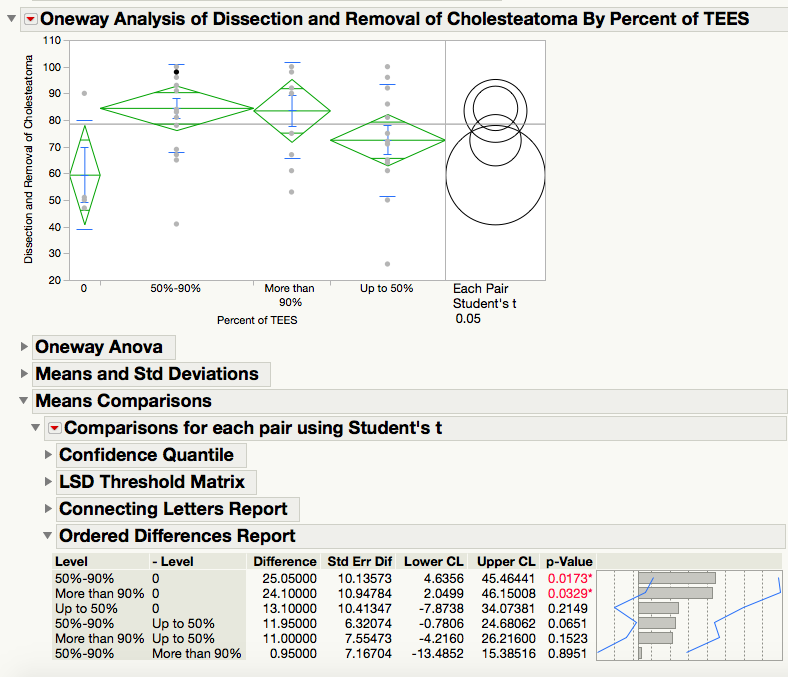 Oneway Analysis of Dissection and Removal of Cholesteatoma By Percent of TEES
110
100
90
80
70
60
50
40
30
20
Dissection and Removal of Cholesteatoma
0 50%-90% More than 90% Up to 50%
Percent of TEES
Each Pair
Student's t
0.05
Oneway Anova
Means and Std Deviations
Means Comparisons
Comparisons for each pair using Student's t
Confidence Quantile
LSD Threshold Matrix
Connecting Letters Report
Ordered Differences Report
Level - Level Difference Std Err Dif Lower CL Upper CL p-Value
50%-90% 0 25.05000 10.13573 4.6356 45.46441 0.0173*
More than 90% 0 24.10000 10.94784 2.0499 46.15008 0.0329*
Up to 50% 0 13.10000 10.41347 -7.8738 34.07381 0.2149
50%-90% Up to 50% 11.95000 6.32074 -0.7806 24.68062 0.0651
More than 90% Up to 50% 11.00000 7.55473 -4.2160 26.21600 0.1523
50%-90% More than 90% 0.95000 7.16704 -13.4852 15.38516 0.8951